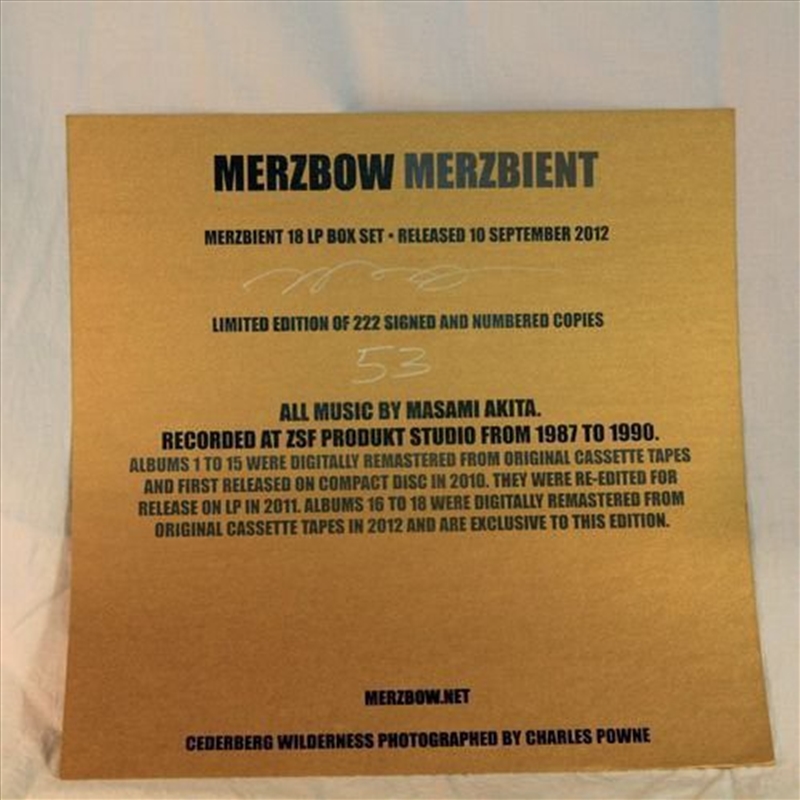 MERZBOW MERZBIENT
MERZBIENT 18 LP BOX SET • RELEASED 10 SEPTEMBER 2012
LIMITED EDITION OF 222 SIGNED AND NUMBERED COPIES
53
ALL MUSIC BY MASAMI AKITA.
RECORDED AT ZSF PRODUKT STUDIO FROM 1987 TO 1990.
ALBUMS 1 TO 15 WERE DIGITALLY REMASTERED FROM ORIGINAL CASSETTE TAPES
AND FIRST RELEASED ON COMPACT DISC IN 2010. THEY WERE RE-EDITED FOR
RELEASE ON LP IN 2011. ALBUMS 16 TO 18 WERE DIGITALLY REMASTERED FROM
ORIGINAL CASSETTE TAPES IN 2012 AND ARE EXCLUSIVE TO THIS EDITION.
MERZBOW.NET
CEDERBERG WILDERNESS PHOTOGRAPHED BY CHARLES POWNE